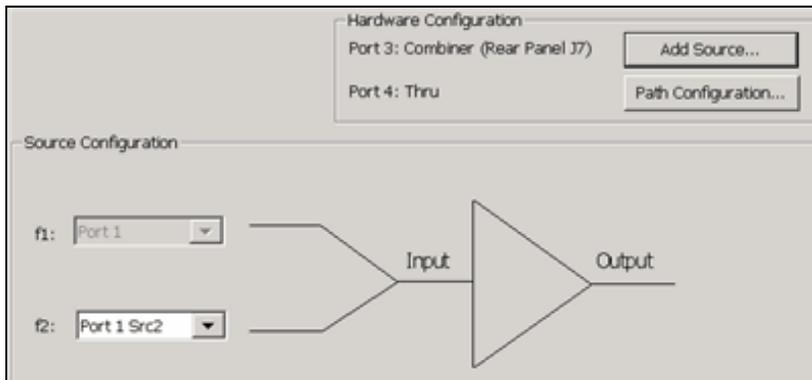 Hardware Configuration
Port 3: Combiner (Rear Panel J7)
Add Source...
Port 4: Thru
Path Configuration...
Source Configuration
f1:
Port 1
Input
Output
f2:
Port 1 Src2